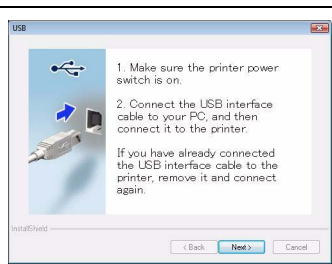 USB
1. Make sure the printer power
switch is on.
2. Connect the USB interface
cable to your PC, and then
connect it to the printer.
If you have already connected
the USB interface cable to the
printer, remove it and connect
again.
InstallShield
< Back Next > Cancel